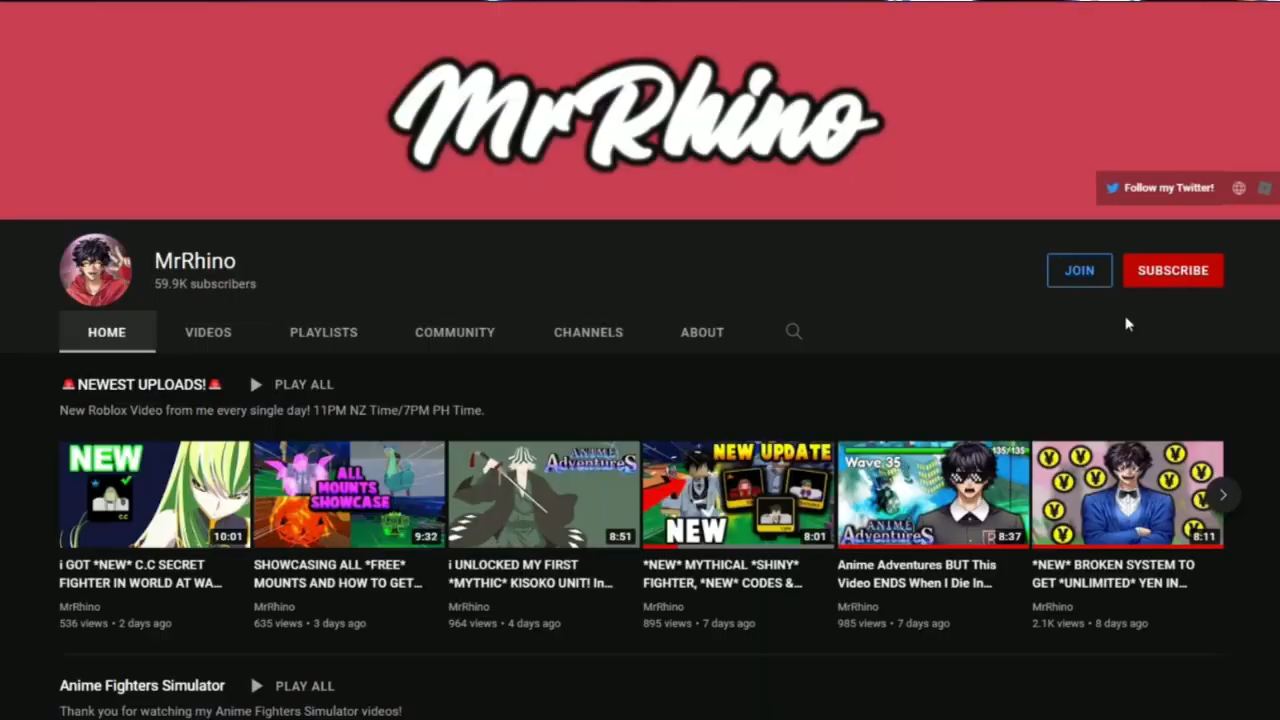 MrRhino
Follow my Twitter!
MrRhino
59.9K subscribers
JOIN
SUBSCRIBE
HOME
VIDEOS
PLAYLISTS
COMMUNITY
CHANNELS
ABOUT
🚨NEWEST UPLOADS!🚨
PLAY ALL
New Roblox Video from me every single day! 11PM NZ Time/7PM PH Time.
NEW
C.C
10:01
i GOT *NEW* C.C SECRET
FIGHTER IN WORLD AT WA...
MrRhino
536 views • 2 days ago
ALL
MOUNTS
SHOWCASE
9:32
SHOWCASING ALL *FREE*
MOUNTS AND HOW TO GET...
MrRhino
635 views • 3 days ago
ANIME
Adventures
8:51
i UNLOCKED MY FIRST
*MYTHIC* KISOKO UNIT! In...
MrRhino
964 views • 4 days ago
NEW UPDATE
NEW
8:01
*NEW* MYTHICAL *SHINY*
FIGHTER, *NEW* CODES &...
MrRhino
895 views • 7 days ago
Wave 35
135/135
ANIME
Adventures
8:37
Anime Adventures BUT This
Video ENDS When I Die In...
MrRhino
985 views • 7 days ago
8:11
*NEW* BROKEN SYSTEM TO
GET *UNLIMITED* YEN IN...
MrRhino
2.1K views • 8 days ago
Anime Fighters Simulator
PLAY ALL
Thank you for watching my Anime Fighters Simulator videos!